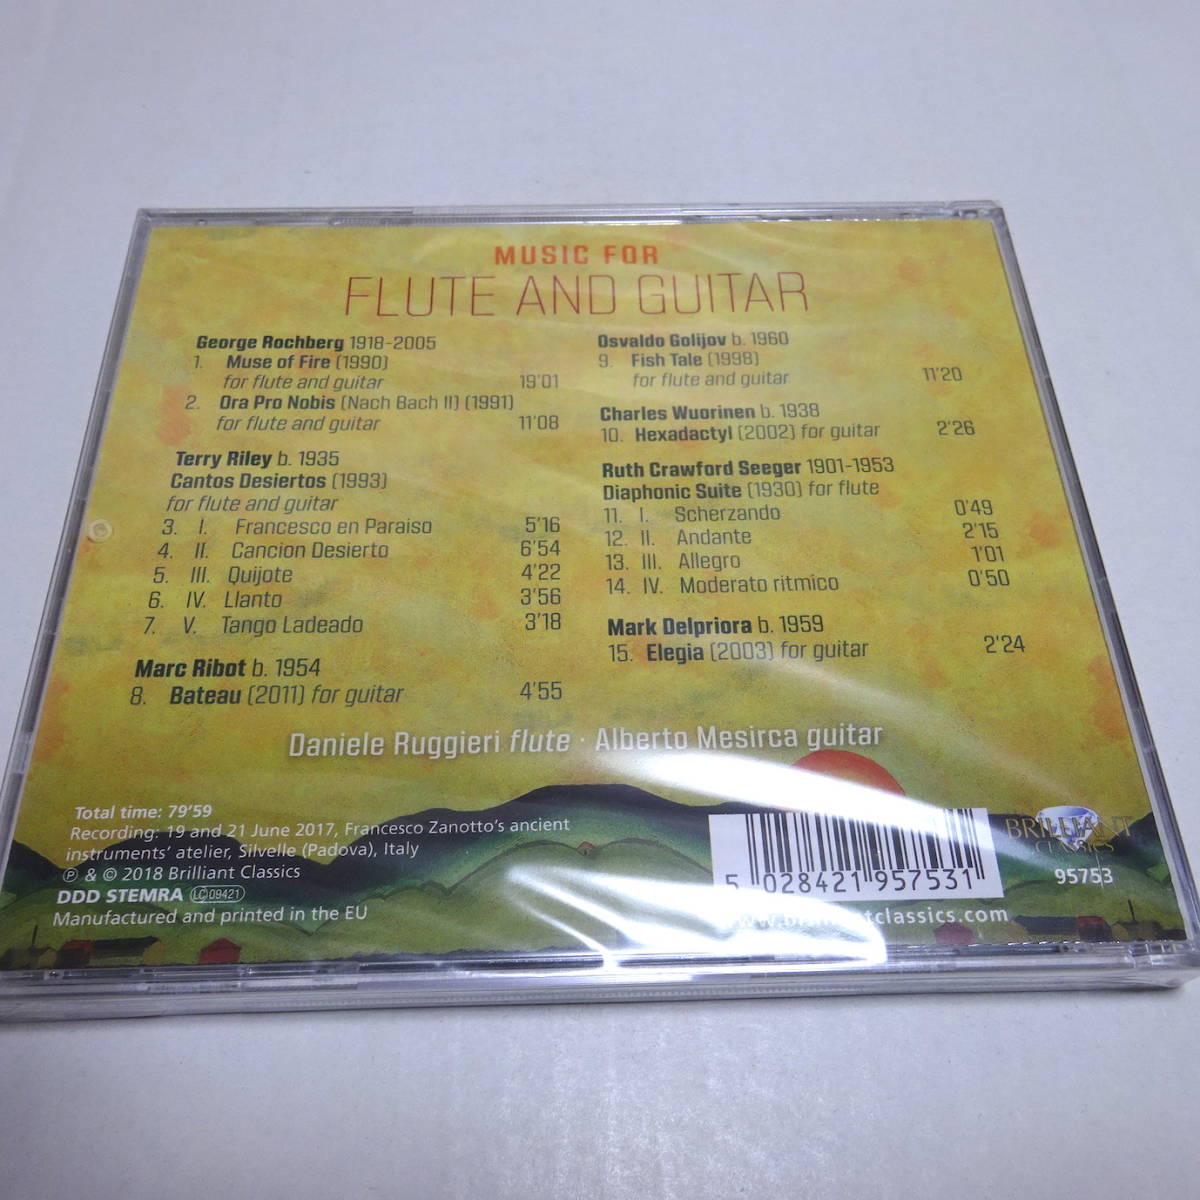 MUSIC FOR
FLUTE AND GUITAR
George Rochberg 1918-2005
1. Muse of Fire (1990)
for flute and guitar 19'01
2. Ora Pro Nobis (Nach Bach II) (1991)
for flute and guitar 11'08
Terry Riley b. 1935
Cantos Desiertos (1993)
for flute and guitar
3. I. Francesco en Paraiso 5'16
4. II. Cancion Desierto 6'54
5. III. Quijote 4'22
6. IV. Llanto 3'56
7. V. Tango Ladeado 3'18
Marc Ribot b. 1954
8. Bateau (2011) for guitar 4'55
Osvaldo Golijov b. 1960
9. Fish Tale (1998)
for flute and guitar 11'20
Charles Wuorinen b. 1938
10. Hexadactyl (2002) for guitar 2'26
Ruth Crawford Seeger 1901-1953
Diaphonic Suite (1930) for flute
11. I. Scherzando 0'49
12. II. Andante 2'15
13. III. Allegro 1'01
14. IV. Moderato ritmico 0'50
Mark Delpriora b. 1959
15. Elegia (2003) for guitar 2'24
Daniele Ruggieri flute · Alberto Mesirca guitar
Total time: 79'59
Recording: 19 and 21 June 2017, Francesco Zanotto's ancient
instruments' atelier, Silvelle (Padova), Italy
℗ & © 2018 Brilliant Classics
DDD STEMRA LC 09421
Manufactured and printed in the EU
5 028421 957531
BRILLIANT
CLASSICS
95753
www.brilliantclassics.com